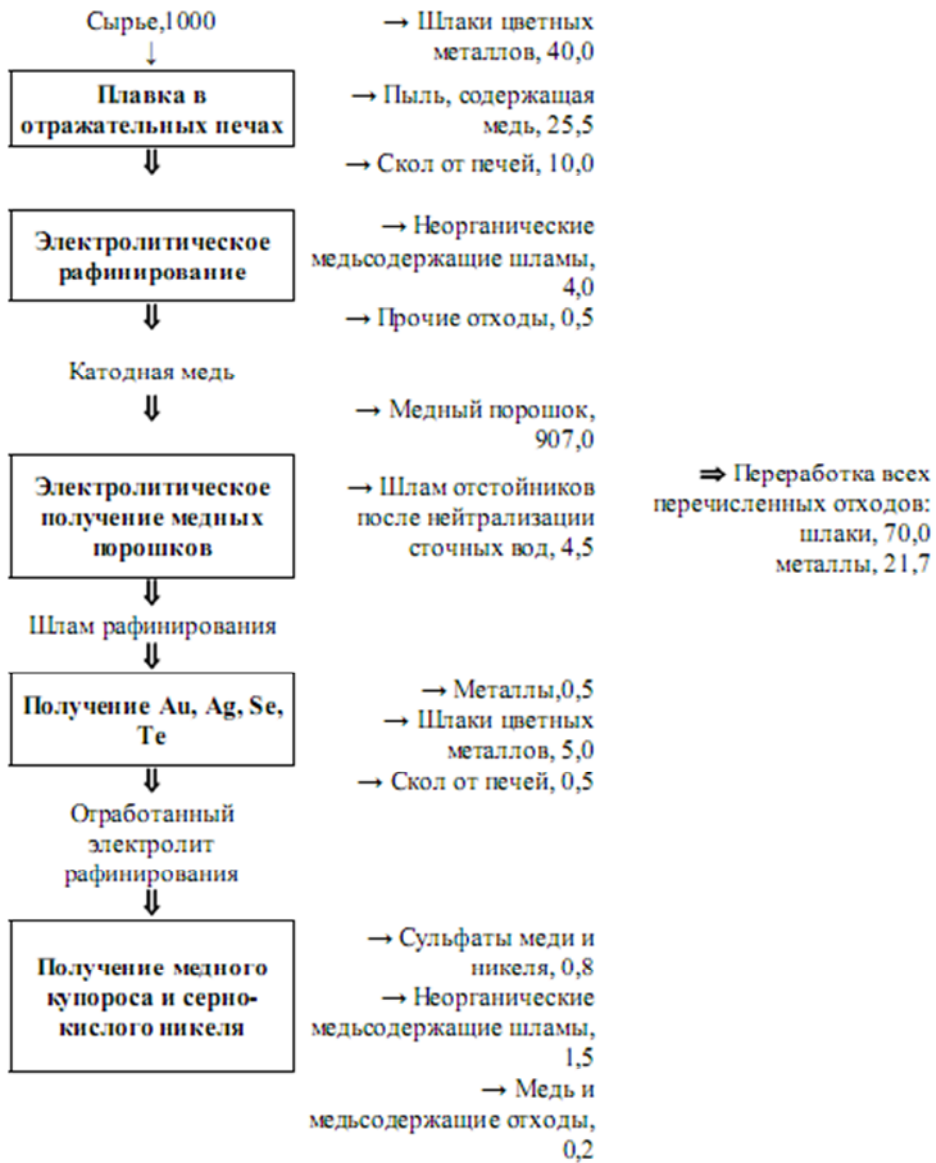 Сырье,1000
↓
Плавка в
отражательных печах
⇓
→ Шлаки цветных
металлов, 40,0
→ Пыль, содержащая
медь, 25,5
→ Скол от печей, 10,0
Электролитическое
рафинирование
⇓
→ Неорганические
медьсодержащие шламы,
4,0
→ Прочие отходы, 0,5
Катодная медь
⇓
→ Медный порошок,
907,0
Электролитическое
получение медных
порошков
⇓
→ Шлам отстойников
после нейтрализации
сточных вод, 4,5
⇒ Переработка всех
перечисленных отходов:
шлаки, 70,0
металлы, 21,7
Шлам рафинирования
⇓
Получение Au, Ag, Se,
Te
⇓
→ Металлы,0,5
→ Шлаки цветных
металлов, 5,0
→ Скол от печей, 0,5
Отработанный
электролит
рафинирования
⇓
Получение медного
купороса и серно-
кислого никеля
→ Сульфаты меди и
никеля, 0,8
→ Неорганические
медьсодержащие шламы,
1,5
→ Медь и
медьсодержащие отходы,
0,2